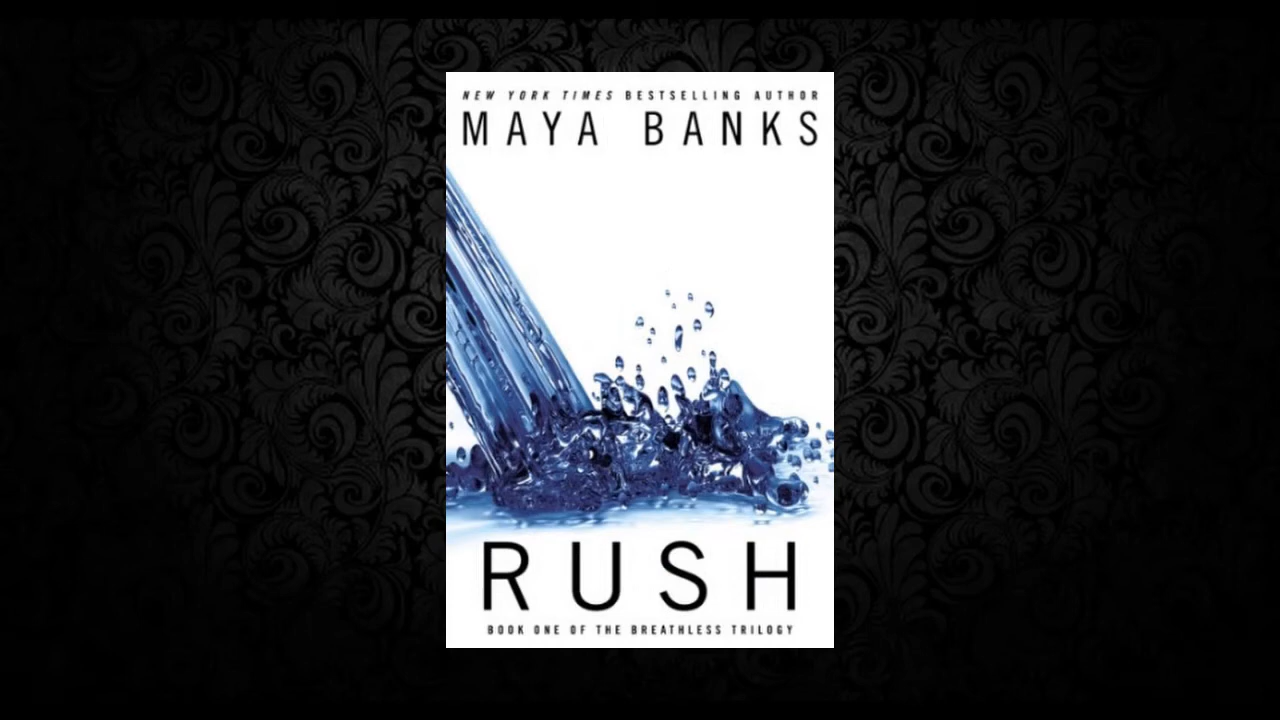 NEW YORK TIMES BESTSELLING AUTHOR
MAYA BANKS
RUSH
BOOK ONE OF THE BREATHLESS TRILOGY